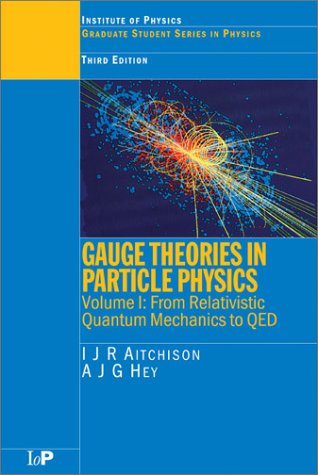 Institute of Physics
Graduate Student Series in Physics
Third Edition
GAUGE THEORIES IN
PARTICLE PHYSICS
Volume I: From Relativistic
Quantum Mechanics to QED
I J R Aitchison
A J G Hey
IoP